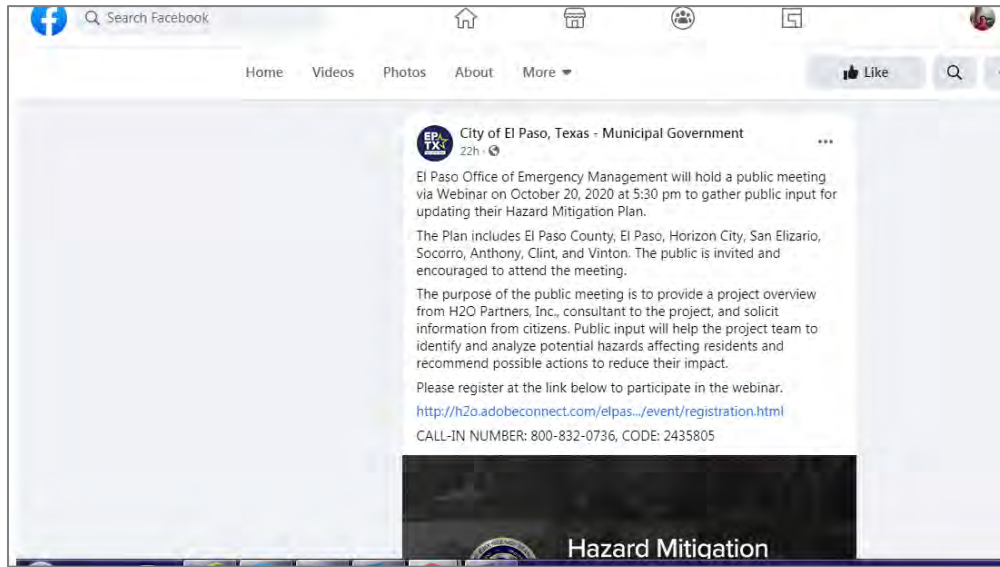 Search Facebook
Home Videos Photos About More
Like
EP
TX
City of El Paso, Texas - Municipal Government
22h ·
El Paso Office of Emergency Management will hold a public meeting
via Webinar on October 20, 2020 at 5:30 pm to gather public input for
updating their Hazard Mitigation Plan.
The Plan includes El Paso County, El Paso, Horizon City, San Elizario,
Socorro, Anthony, Clint, and Vinton. The public is invited and
encouraged to attend the meeting.
The purpose of the public meeting is to provide a project overview
from H2O Partners, Inc., consultant to the project, and solicit
information from citizens. Public input will help the project team to
identify and analyze potential hazards affecting residents and
recommend possible actions to reduce their impact.
Please register at the link below to participate in the webinar.
http://h2o.adobeconnect.com/elpas.../event/registration.html
CALL-IN NUMBER: 800-832-0736, CODE: 2435805
Hazard Mitigation